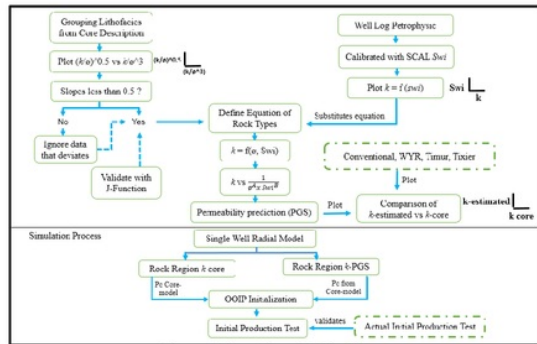 Grouping Lithofacies
from Core Description
Plot (k/ø)^0.5 vs k/ø^3
(k/ø)^0.5
(k/ø^3)
Slopes less than 0.5 ?
No
Yes
Ignore data
that deviates
Validate with
J-Function
Well Log Petrophysic
Calibrated with SCAL Swi
Plot k = f (swi)
Swi
k
Substitutes equation
Define Equation of
Rock Types
k = f(ø, Swi)
k vs
Permeability prediction (PGS)
Plot
Conventional, WYR, Timur, Tixier
Plot
Comparison of
k-estimated vs k-core
k-estimated
k core
Simulation Process
Single Well Radial Model
Rock Region k core
Rock Region k-PGS
Pc Core-
model
Pc from
Core-model
OOIP Initialization
Initial Production Test
validates
Actual Initial Production Test